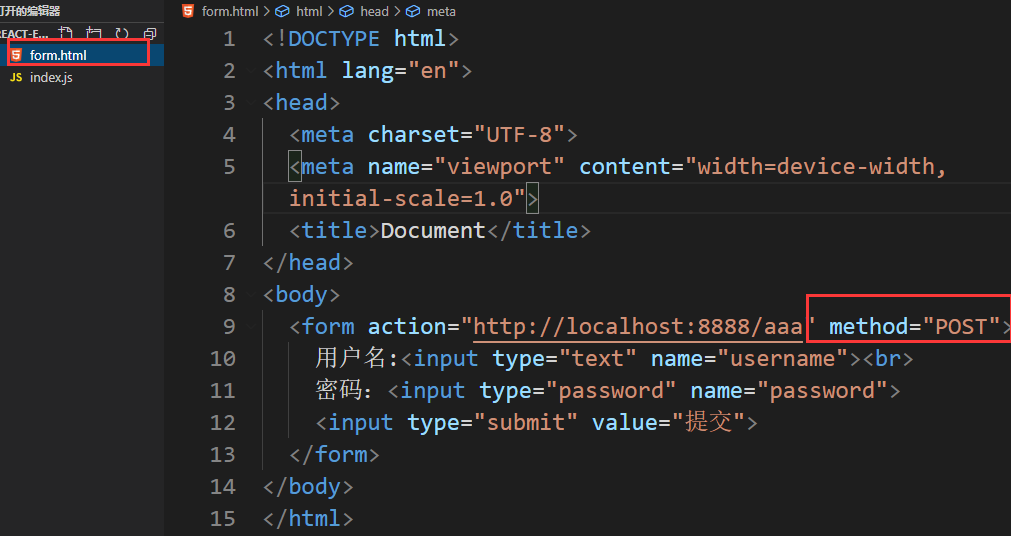 打开的编辑器
form.html > html > head > meta
REACT-E...
form.html
JS index.js
1 <!DOCTYPE html>
2 <html lang="en">
3 <head>
4 <meta charset="UTF-8">
5 <meta name="viewport" content="width=device-width,
initial-scale=1.0">
6 <title>Document</title>
7 </head>
8 <body>
9 <form action="http://localhost:8888/aaa" method="POST">
10 用户名:<input type="text" name="username"><br>
11 密码：<input type="password" name="password">
12 <input type="submit" value="提交">
13 </form>
14 </body>
15 </html>